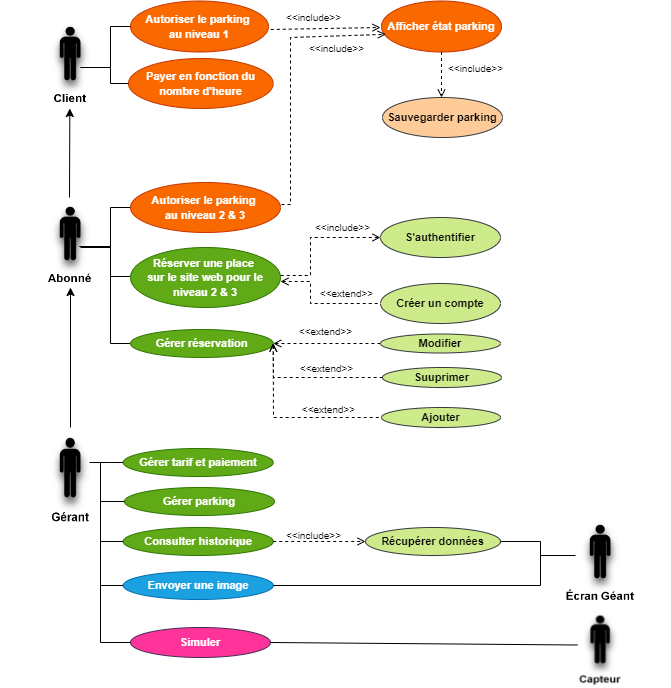 Autoriser le parking
au niveau 1
<<include>>
Afficher état parking
<<include>>
Payer en fonction du
nombre d'heure
<<include>>
Client
Sauvegarder parking
Autoriser le parking
au niveau 2 & 3
<<include>>
S'authentifier
Abonné
Réserver une place
sur le site web pour le
niveau 2 & 3
<<extend>>
Créer un compte
Gérer réservation
<<extend>>
Modifier
<<extend>>
Suuprimer
<<extend>>
Ajouter
Gérer tarif et paiement
Gérer parking
Gérant
Consulter historique
<<include>>
Récupérer données
Envoyer une image
Écran Géant
Simuler
Capteur